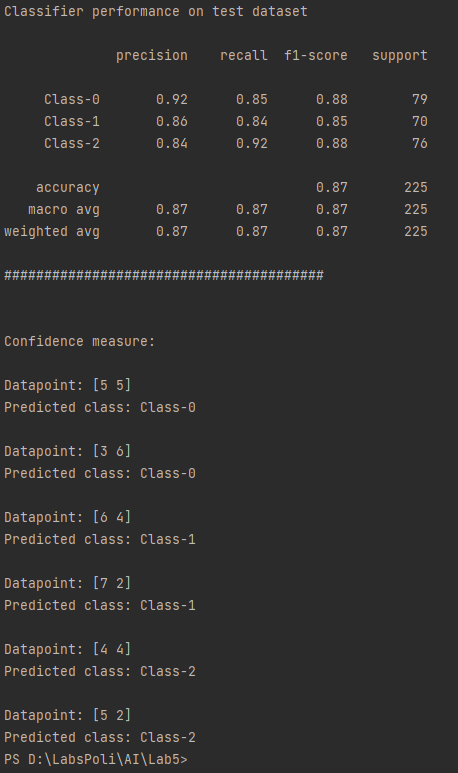 Classifier performance on test dataset
precision recall f1-score support
Class-0 0.92 0.85 0.88 79
Class-1 0.86 0.84 0.85 70
Class-2 0.84 0.92 0.88 76
accuracy 0.87 225
macro avg 0.87 0.87 0.87 225
weighted avg 0.87 0.87 0.87 225
########################################
Confidence measure:
Datapoint: [5 5]
Predicted class: Class-0
Datapoint: [3 6]
Predicted class: Class-0
Datapoint: [6 4]
Predicted class: Class-1
Datapoint: [7 2]
Predicted class: Class-1
Datapoint: [4 4]
Predicted class: Class-2
Datapoint: [5 2]
Predicted class: Class-2
PS D:\LabsPoli\AI\Lab5>